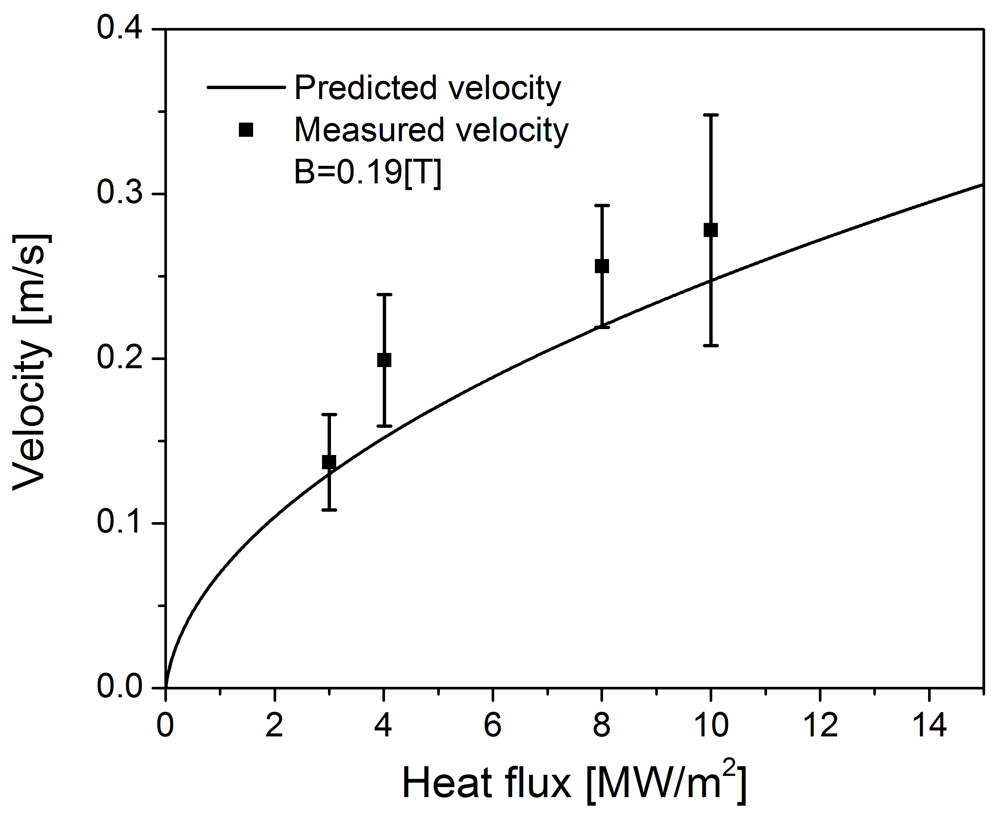 0.4
0.3
0.2
0.1
0.0
Velocity [m/s]
Predicted velocity
Measured velocity
B=0.19[T]
0 2 4 6 8 10 12 14
Heat flux [MW/m²]